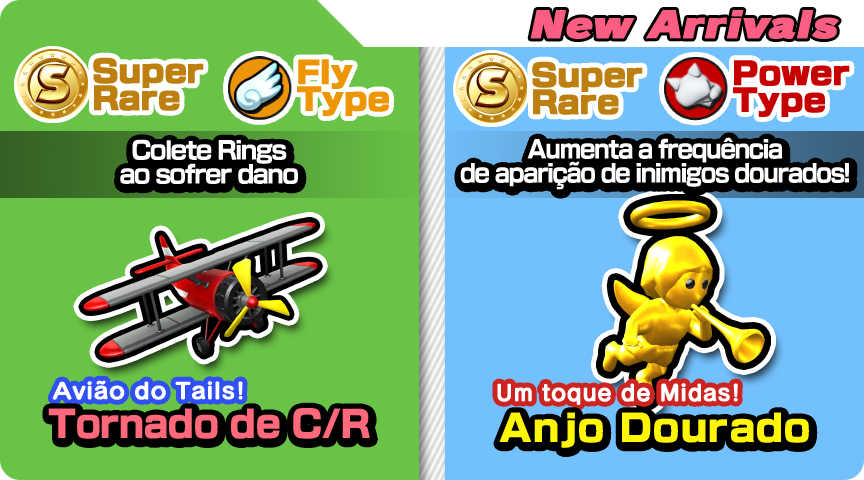 New Arrivals
S Super
Rare
Fly
Type
Colete Rings
ao sofrer dano
Avião do Tails!
Tornado de C/R
S Super
Rare
Power
Type
Aumenta a frequência
de aparição de inimigos dourados!
Um toque de Midas!
Anjo Dourado